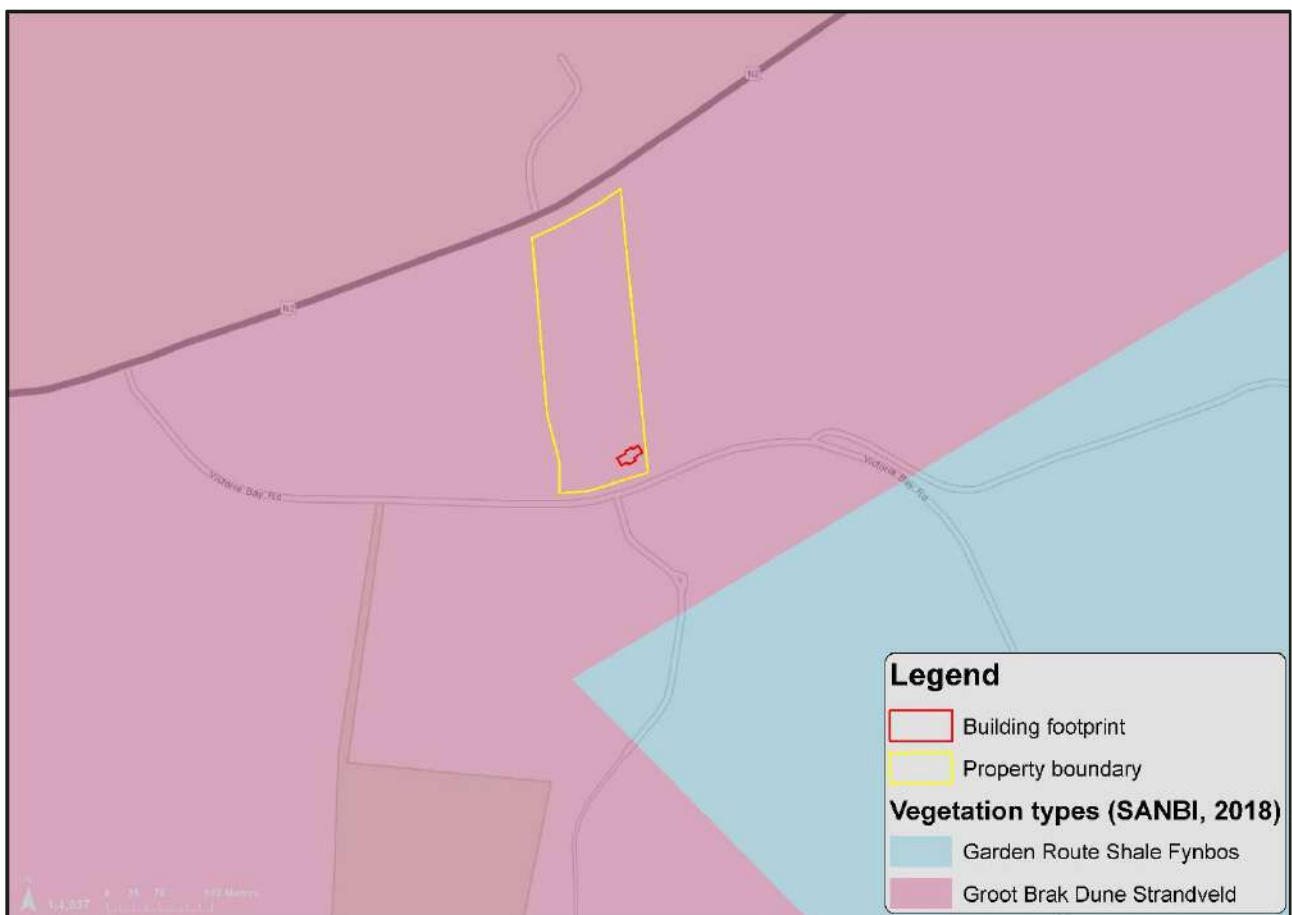 N2
N2
Victoria Bay Rd
Victoria Bay Rd
Legend
Building footprint
Property boundary
Vegetation types (SANBI, 2018)
Garden Route Shale Fynbos
Groot Brak Dune Strandveld